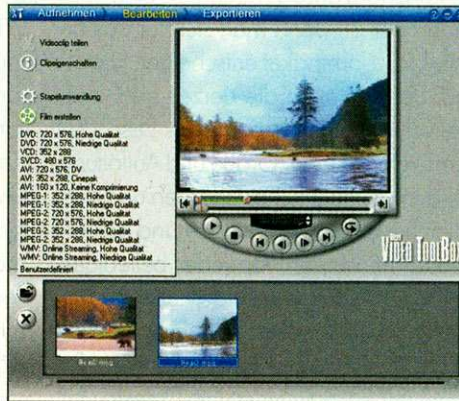 Aufnehmen Bearbeiten Exportieren
Videoclip teilen
Clipeigenschaften
Stapelumwandlung
Film erstellen
DVD: 720 x 576, Hohe Qualität
DVD: 720 x 576, Niedrige Qualität
VCD: 352 x 288
SVCD: 480 x 576
AVI: 720 x 576, DV
AVI: 352 x 288, Cinepak
AVI: 160 x 120, Keine Komprimierung
MPEG-1: 352 x 288, Hohe Qualität
MPEG-1: 352 x 288, Niedrige Qualität
MPEG-2: 720 x 576, Hohe Qualität
MPEG-2: 720 x 576, Niedrige Qualität
MPEG-2: 352 x 288, Hohe Qualität
MPEG-2: 352 x 288, Niedrige Qualität
WMV: Online Streaming, Hohe Qualität
WMV: Online Streaming, Niedrige Qualität
Benutzerdefiniert
VIDEO TOOLBOX